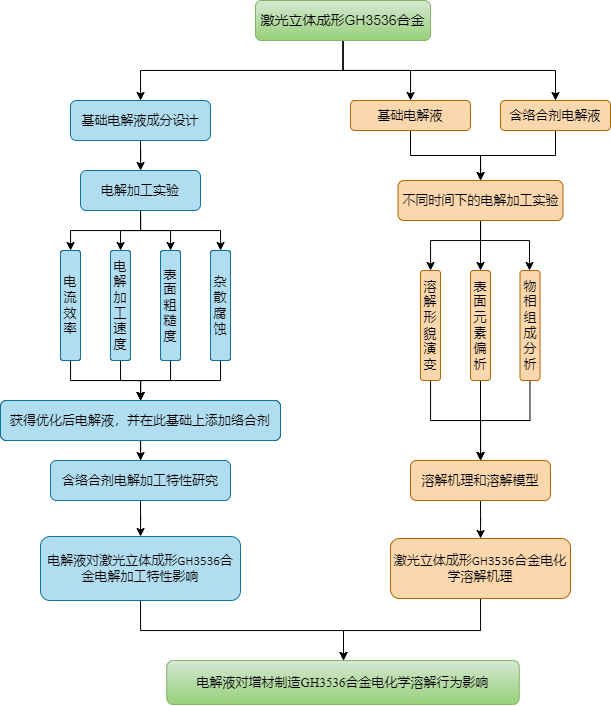 激光立体成形GH3536合金
基础电解液成分设计
基础电解液
含络合剂电解液
电解加工实验
不同时间下的电解加工实验
电流效率
电解加工速度
表面粗糙度
杂散腐蚀
溶解形貌演变
表面元素偏析
物相组成分析
获得优化后电解液，并在此基础上添加络合剂
含络合剂电解加工特性研究
溶解机理和溶解模型
电解液对激光立体成形GH3536合
金电解加工特性影响
激光立体成形GH3536合金电化
学溶解机理
电解液对增材制造GH3536合金电化学溶解行为影响